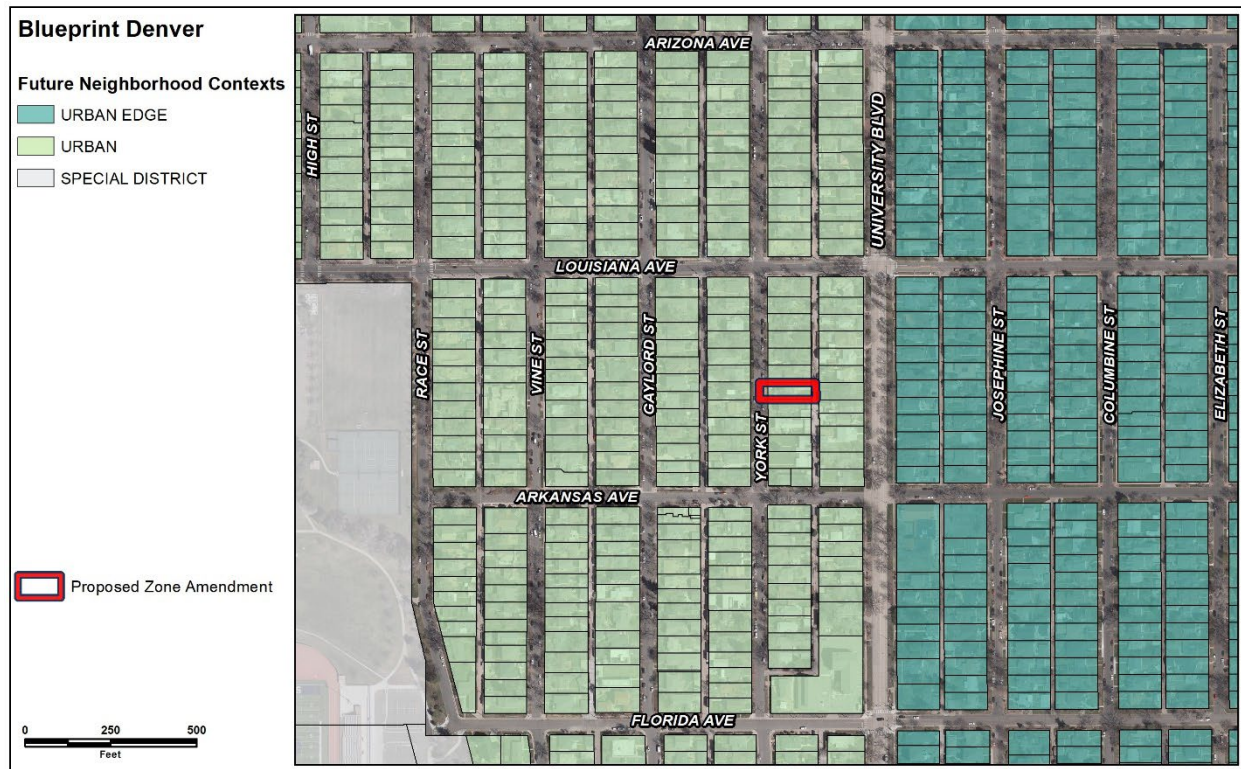 Blueprint Denver
Future Neighborhood Contexts
URBAN EDGE
URBAN
SPECIAL DISTRICT
Proposed Zone Amendment
0 250 500
Feet
ARIZONA AVE
HIGH ST
UNIVERSITY BLVD
LOUISIANA AVE
RACE ST
VINE ST
GAYLORD ST
YORK ST
JOSEPHINE ST
COLUMBINE ST
ELIZABETH ST
ARKANSAS AVE
FLORIDA AVE